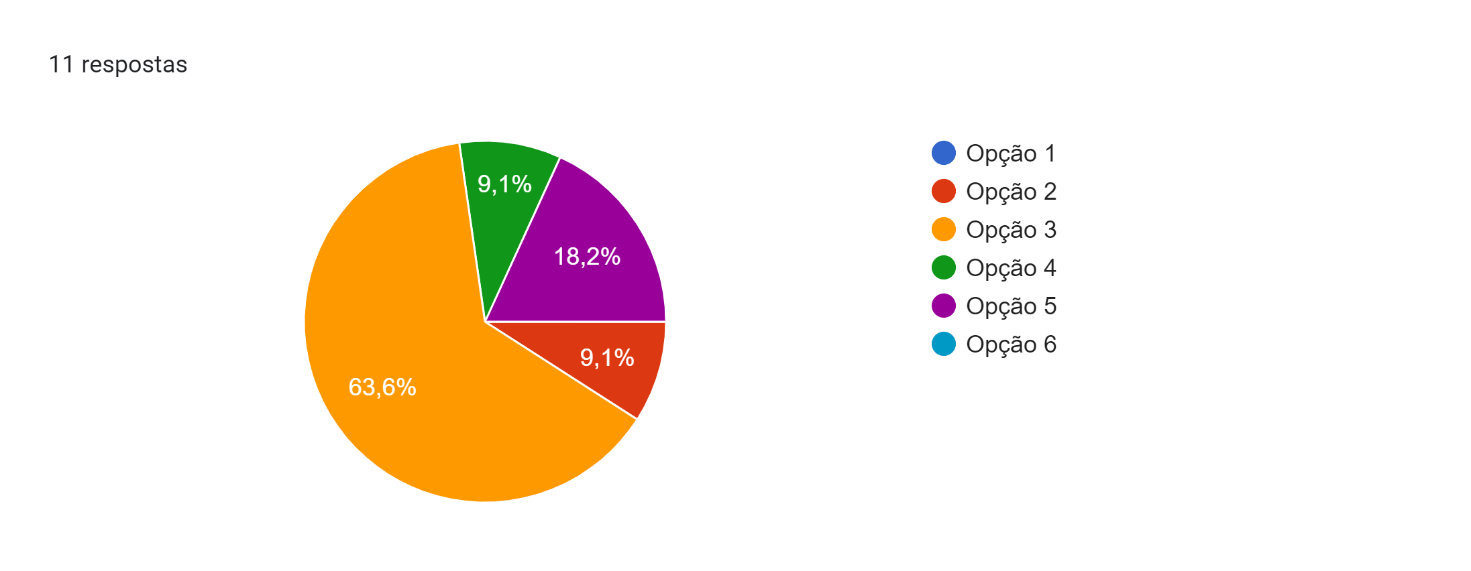 11 respostas
9,1%
18,2%
9,1%
63,6%
Opção 1
Opção 2
Opção 3
Opção 4
Opção 5
Opção 6